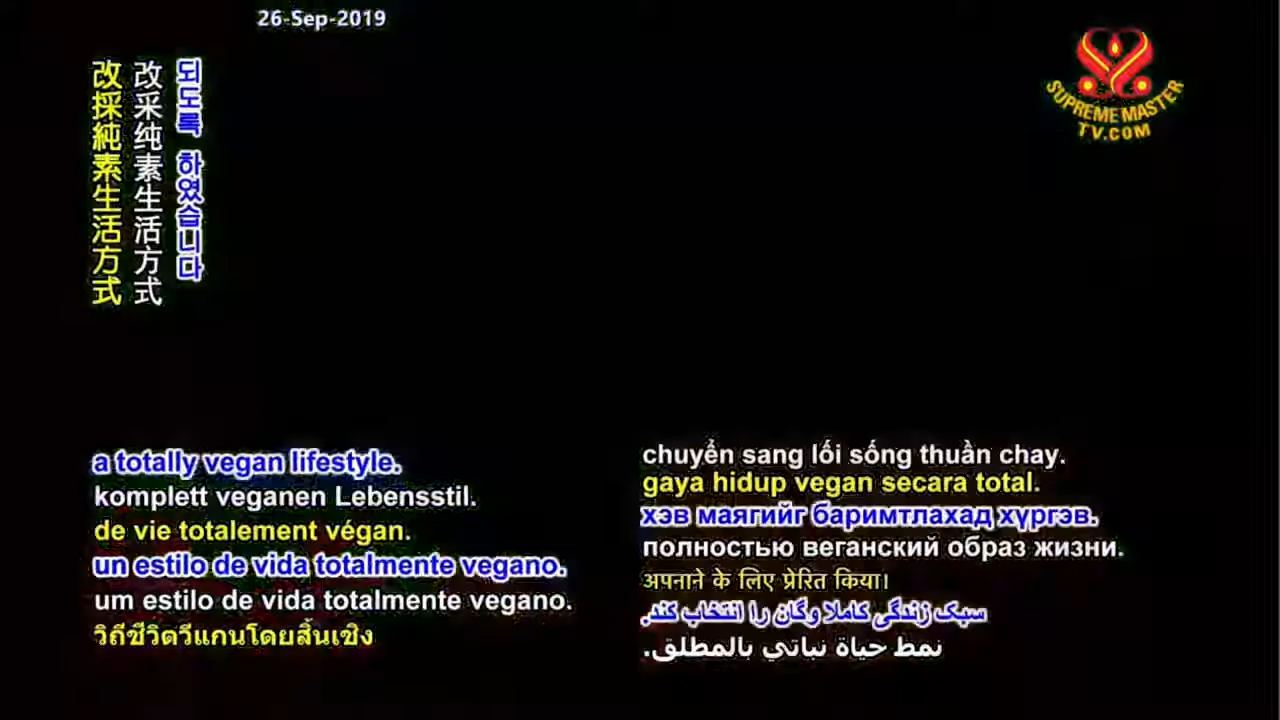 26-Sep-2019
SUPREME MASTER
TV.COM
되도록 하였습니다
改采纯素生活方式
改採純素生活方式
a totally vegan lifestyle.
komplett veganen Lebensstil.
de vie totalement végan.
un estilo de vida totalmente vegano.
um estilo de vida totalmente vegano.
วิถีชีวิตวีแกนโดยสิ้นเชิง
chuyển sang lối sống thuần chay.
gaya hidup vegan secara total.
хэв маягийг баримтлахад хүргэв.
полностью веганский образ жизни.
अपनाने के लिए प्रेरित किया।
سبک زندگی کاملا وگان را انتخاب کند.
نمط حياة نباتي بالمطلق.